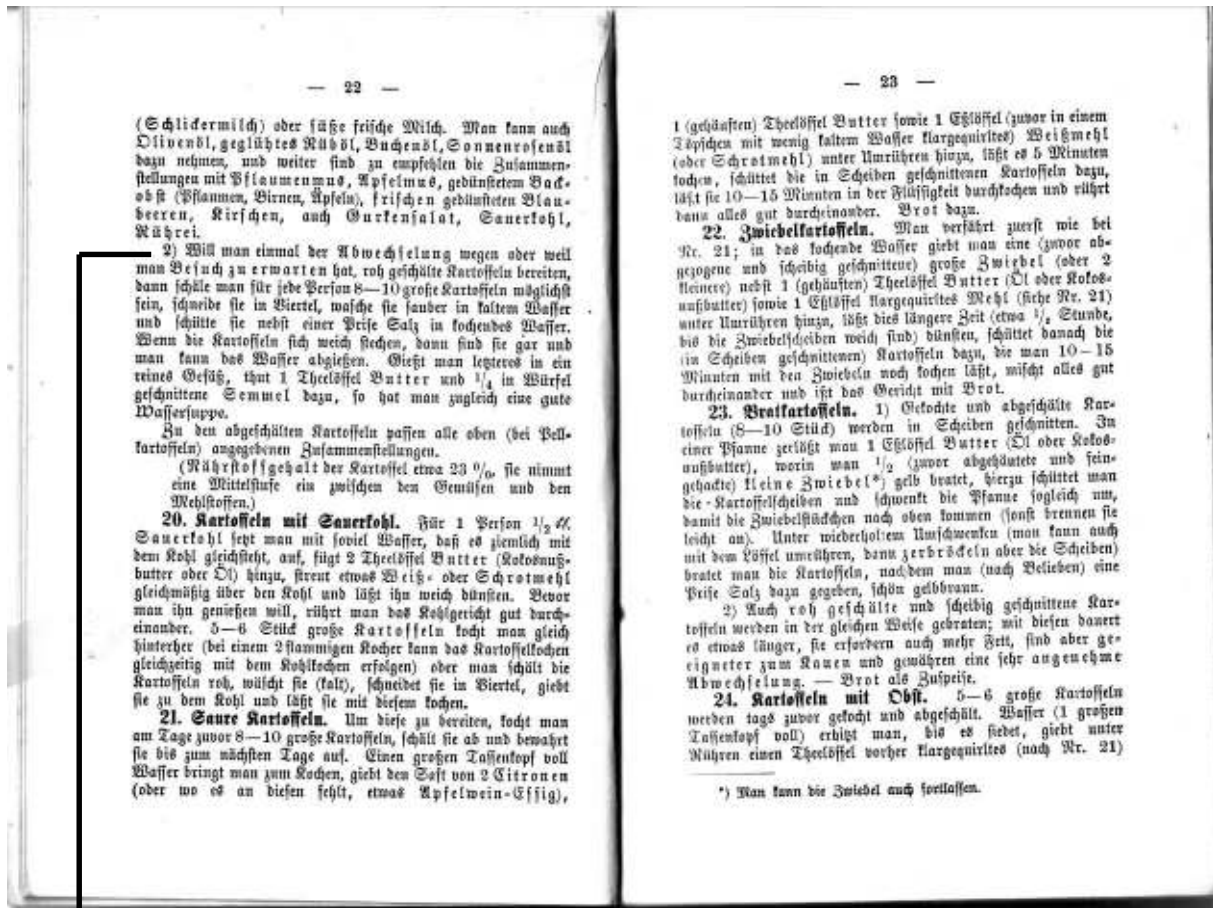 — 22 —
(Schlickermilch) oder süße frische Milch. Man kann auch
Olivenöl, geglühtes Rüböl, Buchenöl, Sonnenrosenöl
dazu nehmen, und weiter sind zu empfehlen die Zusammen-
stellungen mit Pflaumenmus, Apfelmus, gedünstetem Back-
obst (Pflaumen, Birnen, Äpfeln), frischen gedünsteten Blau-
beeren, Kirschen, auch Gurkensalat, Sauerkohl,
Rührei.
2) Will man einmal der Abwechselung wegen oder weil
man Besuch zu erwarten hat, roh geschälte Kartoffeln bereiten,
dann schäle man für jede Person 8—10 große Kartoffeln möglichst
fein, schneide sie in Viertel, wasche sie sauber in kaltem Wasser
und schütte sie nebst einer Prise Salz in kochendes Wasser.
Wenn die Kartoffeln sich weich stechen, dann sind sie gar und
man kann das Wasser abgießen. Gießt man letzteres in ein
reines Gefäß, thut 1 Theelöffel Butter und 1/4 in Würfel
geschnittene Semmel dazu, so hat man zugleich eine gute
Wassersuppe.
Zu den abgeschälten Kartoffeln passen alle oben (bei Pell-
kartoffeln) angegebenen Zusammenstellungen.
(Nährstoffgehalt der Kartoffel etwa 23 %, sie nimmt
eine Mittelstufe ein zwischen den Gemüsen und den
Mehlstoffen.)
20. Kartoffeln mit Sauerkohl. Für 1 Person 1/2 ℔.
Sauerkohl setzt man mit soviel Wasser, daß es ziemlich mit
dem Kohl gleichsteht, auf, fügt 2 Theelöffel Butter (Kokosnuß-
butter oder Öl) hinzu, streut etwas Weiß- oder Schrotmehl
gleichmäßig über den Kohl und läßt ihn weich dünsten. Bevor
man ihn genießen will, rührt man das Kohlgericht gut durch-
einander. 5—6 Stück große Kartoffeln kocht man gleich
hinterher (bei einem 2flammigen Kocher kann das Kartoffelkochen
gleichzeitig mit dem Kohlkochen erfolgen) oder man schält die
Kartoffeln roh, wäscht sie (kalt), schneidet sie in Viertel, giebt
sie zu dem Kohl und läßt sie mit diesem kochen.
21. Saure Kartoffeln. Um diese zu bereiten, kocht man
am Tage zuvor 8—10 große Kartoffeln, schält sie ab und bewahrt
sie bis zum nächsten Tage auf. Einen großen Tassenkopf voll
Wasser bringt man zum Kochen, giebt den Saft von 2 Citronen
(oder wo es an diesen fehlt, etwas Apfelwein-Essig),
— 23 —
1 (gehäuften) Theelöffel Butter sowie 1 Eßlöffel (zuvor in einem
Töpfchen mit wenig kaltem Wasser klargequirltes) Weißmehl
(oder Schrotmehl) unter Umrühren hinzu, läßt es 5 Minuten
kochen, schüttet die in Scheiben geschnittenen Kartoffeln dazu,
läßt sie 10—15 Minuten in der Flüssigkeit durchkochen und rührt
dann alles gut durcheinander. Brot dazu.
22. Zwiebelkartoffeln. Man verfährt zuerst wie bei
Nr. 21; in das kochende Wasser giebt man eine (zuvor ab-
gezogene und scheibig geschnittene) große Zwiebel (oder 2
kleinere) nebst 1 (gehäuften) Theelöffel Butter (Öl oder Kokos-
nußbutter) sowie 1 Eßlöffel klargequirltes Mehl (siehe Nr. 21)
unter Umrühren hinzu, läßt dies längere Zeit (etwa 1/2 Stunde,
bis die Zwiebelscheiben weich sind) dünsten, schüttet danach die
(in Scheiben geschnittenen) Kartoffeln dazu, die man 10—15
Minuten mit den Zwiebeln noch kochen läßt, mischt alles gut
durcheinander und ißt das Gericht mit Brot.
23. Bratkartoffeln. 1) Gekochte und abgeschälte Kar-
toffeln (8—10 Stück) werden in Scheiben geschnitten. In
einer Pfanne zerläßt man 1 Eßlöffel Butter (Öl oder Kokos-
nußbutter), worin man 1/2 (zuvor abgehäutete und fein-
gehackte) kleine Zwiebel*) gelb bratet, hierzu schüttet man
die Kartoffelscheiben und schwenkt die Pfanne sogleich um,
damit die Zwiebelstückchen nach oben kommen (sonst brennen sie
leicht an). Unter wiederholtem Umschwenken (man kann auch
mit dem Löffel umrühren, dann zerbröckeln aber die Scheiben)
bratet man die Kartoffeln, nachdem man (nach Belieben) eine
Prise Salz dazu gegeben, schön gelbbraun.
2) Auch roh geschälte und scheibig geschnittene Kar-
toffeln werden in der gleichen Weise gebraten; mit diesen dauert
es etwas länger, sie erfordern auch mehr Fett, sind aber ge-
eigneter zum Kauen und gewähren eine sehr angenehme
Abwechselung. — Brot als Zuspeise.
24. Kartoffeln mit Obst. 5—6 große Kartoffeln
werden tags zuvor gekocht und abgeschält. Wasser (1 großen
Tassenkopf voll) erhitzt man, bis es siedet, giebt unter
Rühren einen Theelöffel vorher klargequirltes (nach Nr. 21)
*) Man kann die Zwiebel auch fortlassen.